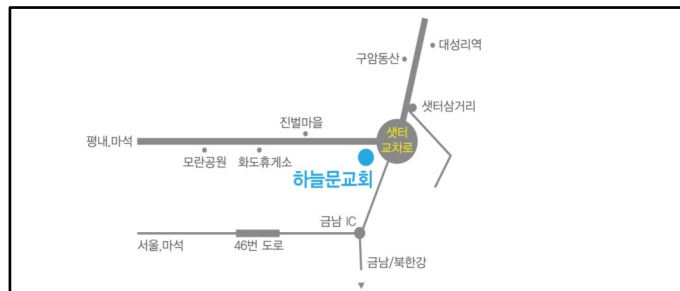 대성리역
구암동산
샛터삼거리
진벌마을
샛터
교차로
평내,마석
모란공원
화도휴게소
하늘문교회
금남 IC
서울,마석
46번 도로
금남/북한강